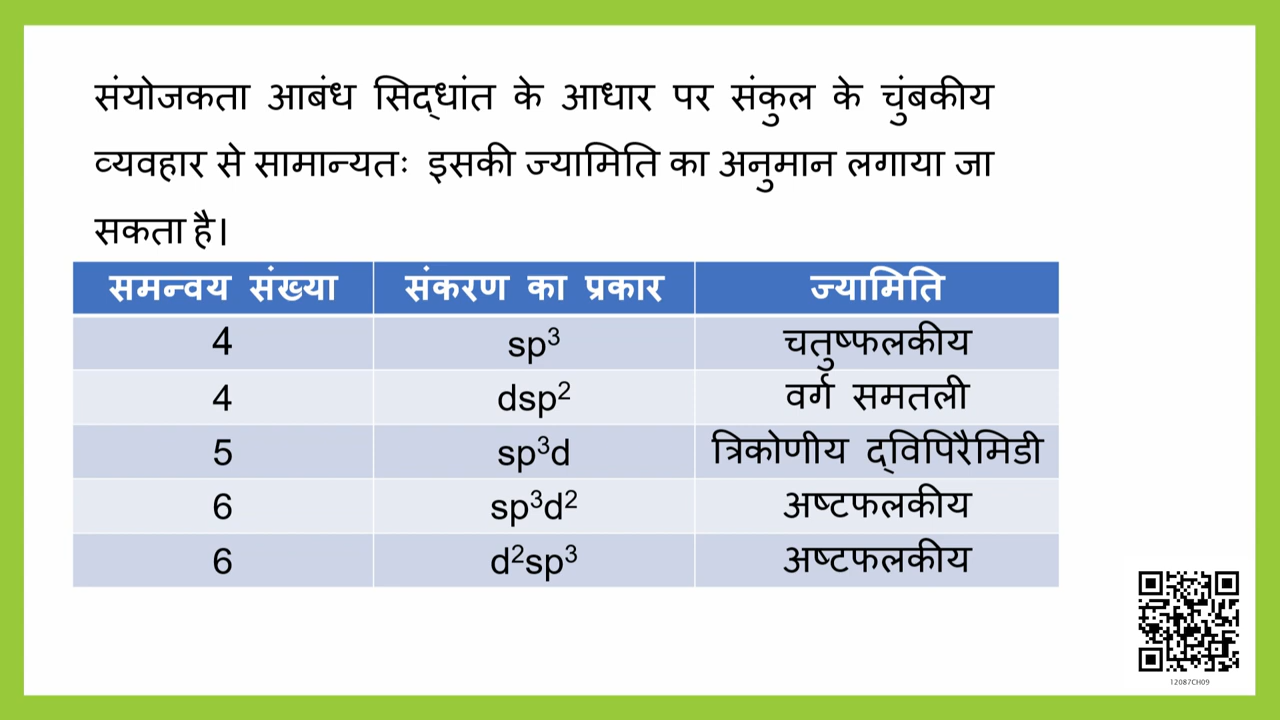 संयोजकता आबंध सिद्धांत के आधार पर संकुल के चुंबकीय
व्यवहार से सामान्यतः इसकी ज्यामिति का अनुमान लगाया जा
सकता है।
समन्वय संख्या संकरण का प्रकार ज्यामिति
4 sp³ चतुष्फलकीय
4 dsp² वर्ग समतली
5 sp³d त्रिकोणीय द्विपिरैमिडी
6 sp³d² अष्टफलकीय
6 d²sp³ अष्टफलकीय
12087CH09